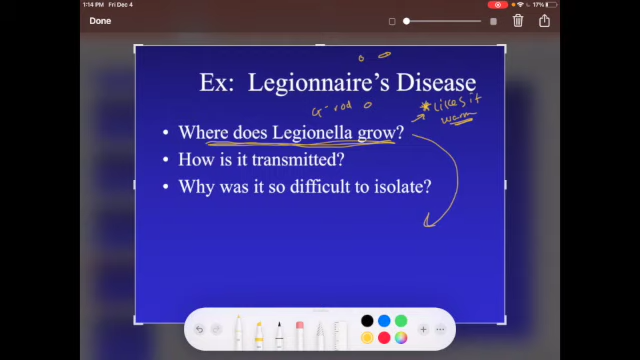 1:14 PM Fri Dec 4
17%
Done
Ex: Legionnaire's Disease
G- rod
*Likes it
warm
• Where does Legionella grow?
• How is it transmitted?
• Why was it so difficult to isolate?